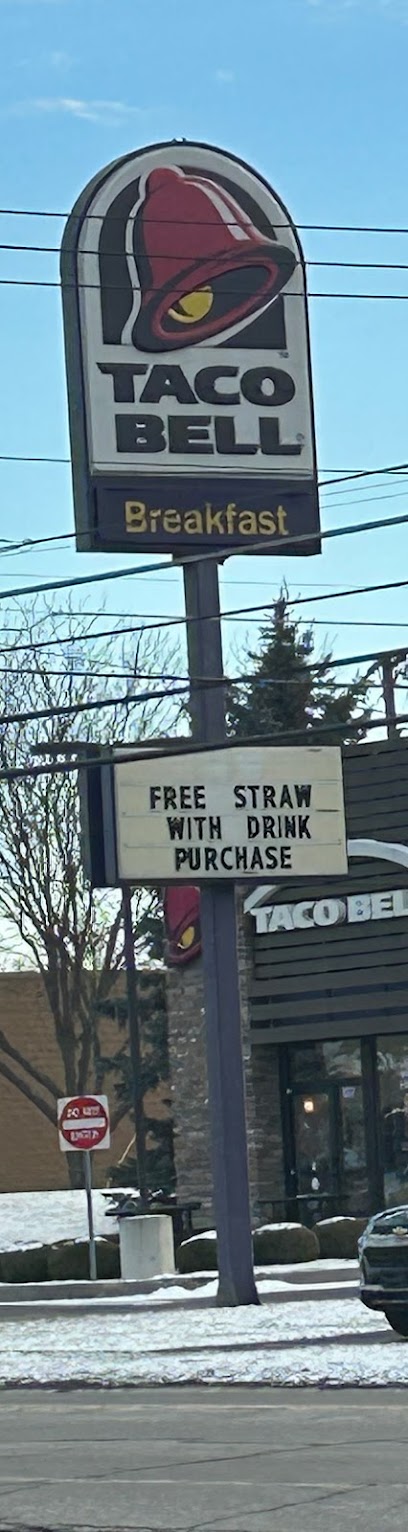 TACO
BELL
Breakfast
FREE STRAW
WITH DRINK
PURCHASE
TACO BEL
DO NOT
ENTER